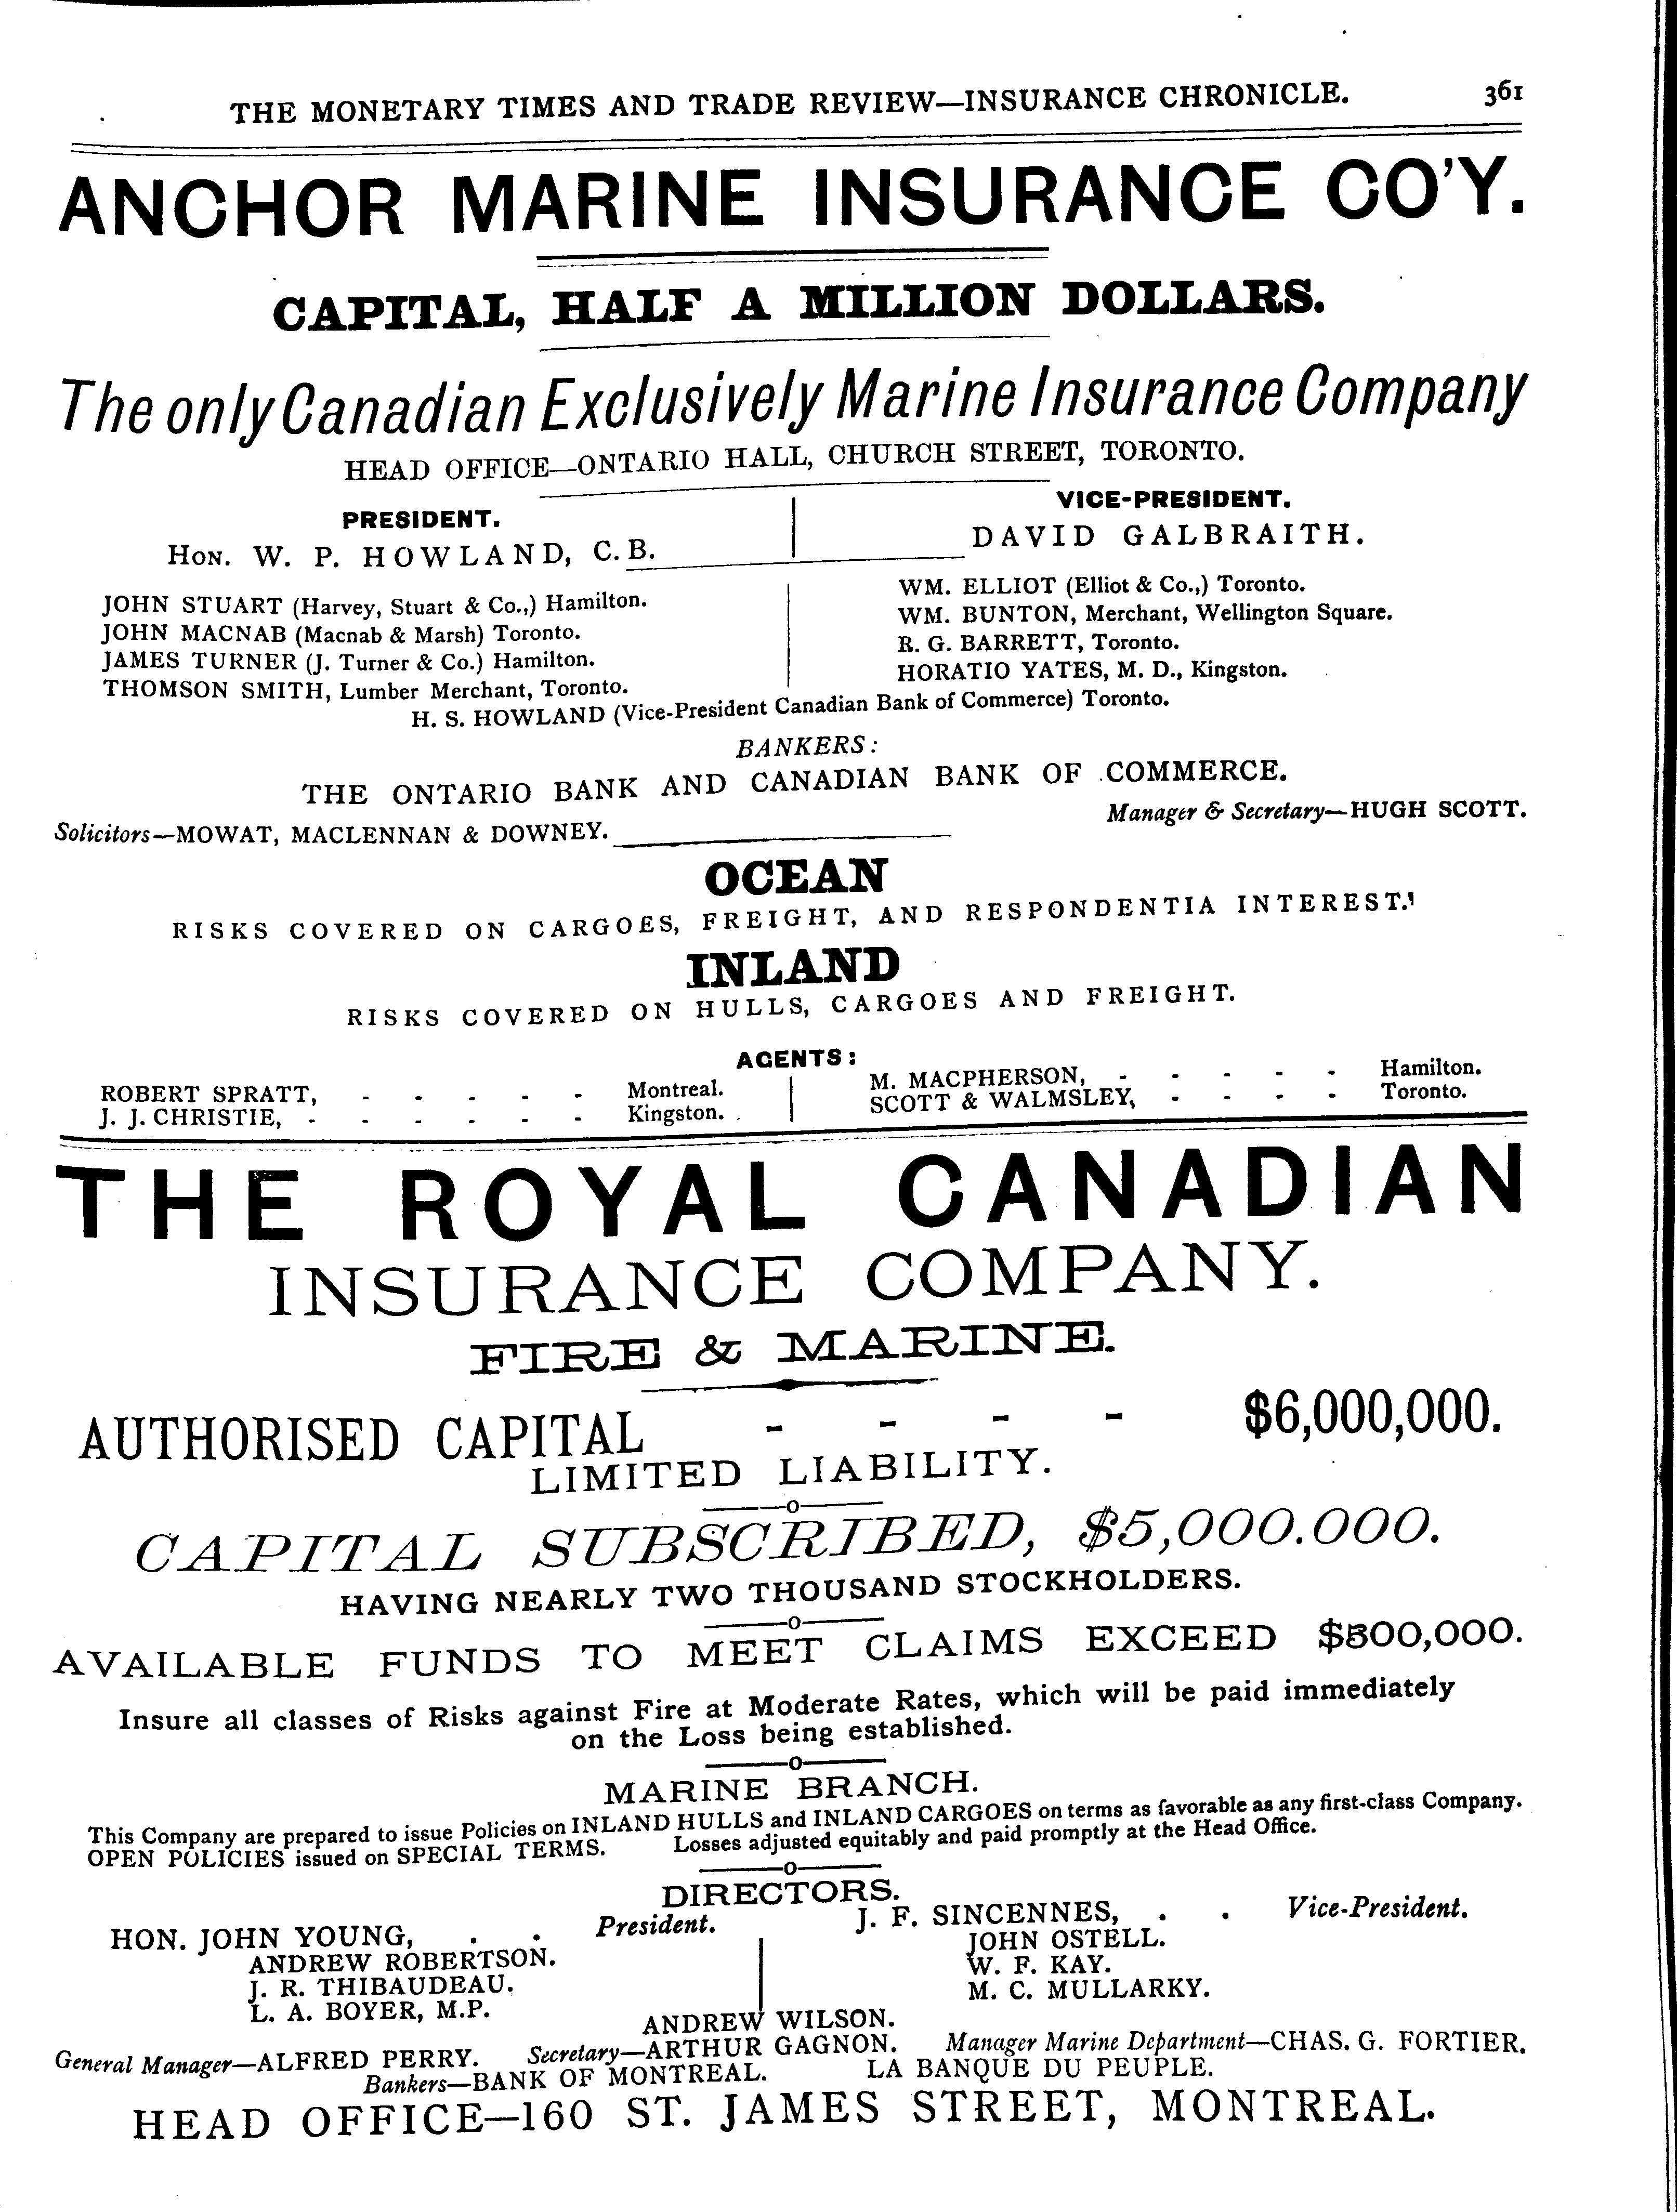 THE MONETARY TIMES AND TRADE REVIEW—INSURANCE CHRONICLE. 361
ANCHOR MARINE INSURANCE CO'Y.
CAPITAL, HALF A MILLION DOLLARS.
The only Canadian Exclusively Marine Insurance Company
HEAD OFFICE—ONTARIO HALL, CHURCH STREET, TORONTO.
PRESIDENT.
HON. W. P. HOWLAND, C. B.
VICE-PRESIDENT.
DAVID GALBRAITH.
JOHN STUART (Harvey, Stuart & Co.,) Hamilton.
JOHN MACNAB (Macnab & Marsh) Toronto.
JAMES TURNER (J. Turner & Co.) Hamilton.
THOMSON SMITH, Lumber Merchant, Toronto.
WM. ELLIOT (Elliot & Co.,) Toronto.
WM. BUNTON, Merchant, Wellington Square.
R. G. BARRETT, Toronto.
HORATIO YATES, M. D., Kingston.
H. S. HOWLAND (Vice-President Canadian Bank of Commerce) Toronto.
BANKERS:
THE ONTARIO BANK AND CANADIAN BANK OF COMMERCE.
Solicitors—MOWAT, MACLENNAN & DOWNEY. Manager & Secretary—HUGH SCOTT.
OCEAN
RISKS COVERED ON CARGOES, FREIGHT, AND RESPONDENTIA INTEREST.
INLAND
RISKS COVERED ON HULLS, CARGOES AND FREIGHT.
AGENTS:
ROBERT SPRATT, - - - - - Montreal.
J. J. CHRISTIE, - - - - - - Kingston.
M. MACPHERSON, - - - - - Hamilton.
SCOTT & WALMSLEY, - - - - Toronto.
THE ROYAL CANADIAN
INSURANCE COMPANY.
FIRE & MARINE.
AUTHORISED CAPITAL - - - - $6,000,000.
LIMITED LIABILITY.
CAPITAL SUBSCRIBED, $5,000.000.
HAVING NEARLY TWO THOUSAND STOCKHOLDERS.
AVAILABLE FUNDS TO MEET CLAIMS EXCEED $500,000.
Insure all classes of Risks against Fire at Moderate Rates, which will be paid immediately
on the Loss being established.
MARINE BRANCH.
This Company are prepared to issue Policies on INLAND HULLS and INLAND CARGOES on terms as favorable as any first-class Company.
OPEN POLICIES issued on SPECIAL TERMS. Losses adjusted equitably and paid promptly at the Head Office.
DIRECTORS.
HON. JOHN YOUNG, . . President.
ANDREW ROBERTSON.
J. R. THIBAUDEAU.
L. A. BOYER, M.P.
J. F. SINCENNES, . . Vice-President.
JOHN OSTELL.
W. F. KAY.
M. C. MULLARKY.
ANDREW WILSON.
General Manager—ALFRED PERRY. Secretary—ARTHUR GAGNON. Manager Marine Department—CHAS. G. FORTIER.
Bankers—BANK OF MONTREAL. LA BANQUE DU PEUPLE.
HEAD OFFICE—160 ST. JAMES STREET, MONTREAL.